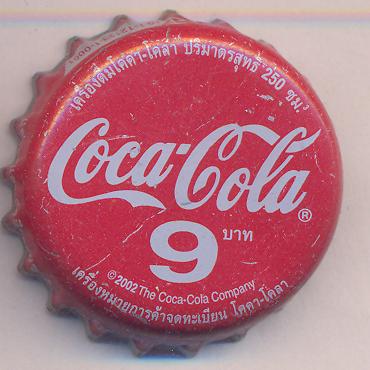 เครื่องดื่มโคคา-โคลา ปริมาตรสุทธิ 250 ซม³
Coca-Cola®
9 บาท
©2002 The Coca-Cola Company
เครื่องหมายการค้าจดทะเบียน โคคา-โคลา